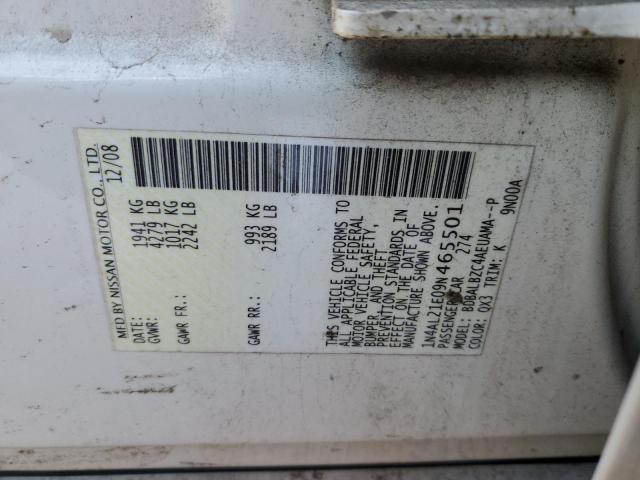 MFD BY NISSAN MOTOR CO., LTD.
DATE: 12/08
GVWR: 1941 KG
4279 LB
GAWR FR.: 1017 KG
2242 LB
GAWR RR.: 993 KG
2189 LB
THIS VEHICLE CONFORMS TO
ALL APPLICABLE FEDERAL
MOTOR VEHICLE SAFETY,
BUMPER, AND THEFT
PREVENTION STANDARDS IN
EFFECT ON THE DATE OF
MANUFACTURE SHOWN ABOVE.
1N4AL21E09N465501
PASSENGER CAR 274
MODEL: BDBALBZC4AEUAMA--P
COLOR: QX3 TRIM: K 9N00A